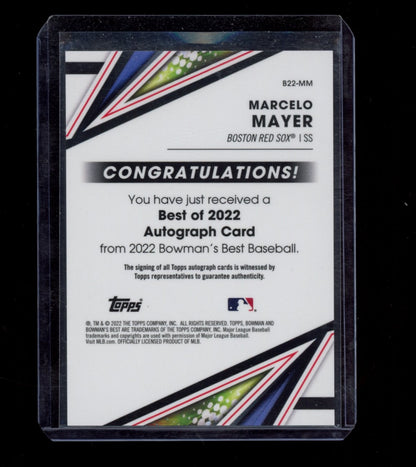 B22-MM
MARCELO
MAYER
BOSTON RED SOX® | SS
CONGRATULATIONS!
You have just received a
Best of 2022
Autograph Card
from 2022 Bowman's Best Baseball.
The signing of all Topps autograph cards is witnessed by
Topps representatives to guarantee authenticity.
Topps
®, TM & © 2022 THE TOPPS COMPANY, INC. ALL RIGHTS RESERVED. TOPPS, BOWMAN AND
BOWMAN'S BEST ARE TRADEMARKS OF THE TOPPS COMPANY, INC. Major League Baseball
trademarks and copyrights are used with permission of Major League Baseball.
Visit MLB.com. OFFICIALLY LICENSED PRODUCT OF MLB.